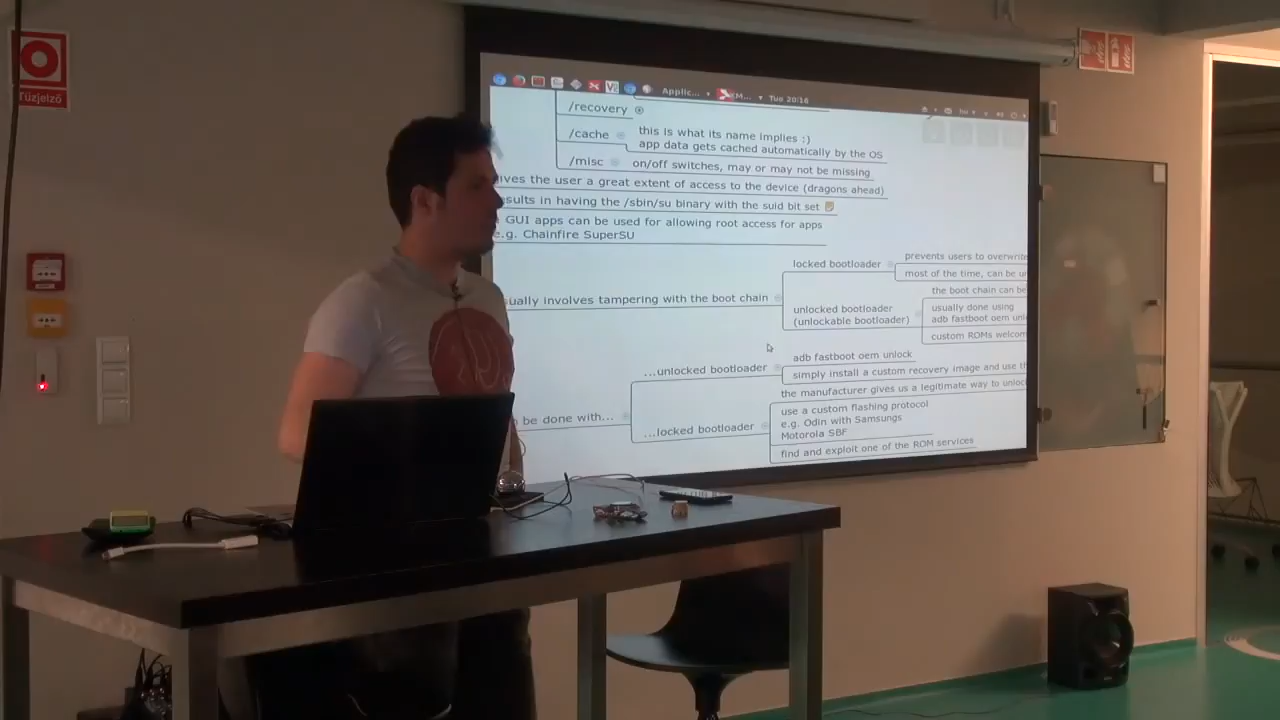 Tűzjelző
Applic...
Tue 20:16
/recovery
/cache
this is what its name implies :)
app data gets cached automatically by the OS
/misc
on/off switches, may or may not be missing
ives the user a great extent of access to the device (dragons ahead)
sults in having the /sbin/su binary with the suid bit set
GUI apps can be used for allowing root access for apps
e.g. Chainfire SuperSU
locked bootloader
prevents users to overwrite
most of the time, can be un
ually involves tampering with the boot chain
unlocked bootloader
(unlockable bootloader)
the boot chain can be
usually done using
adb fastboot oem unl
custom ROMs welcom
...unlocked bootloader
adb fastboot oem unlock
simply install a custom recovery image and use th
be done with...
...locked bootloader
the manufacturer gives us a legitimate way to unlock
use a custom flashing protocol
e.g. Odin with Samsungs
Motorola SBF
find and exploit one of the ROM services